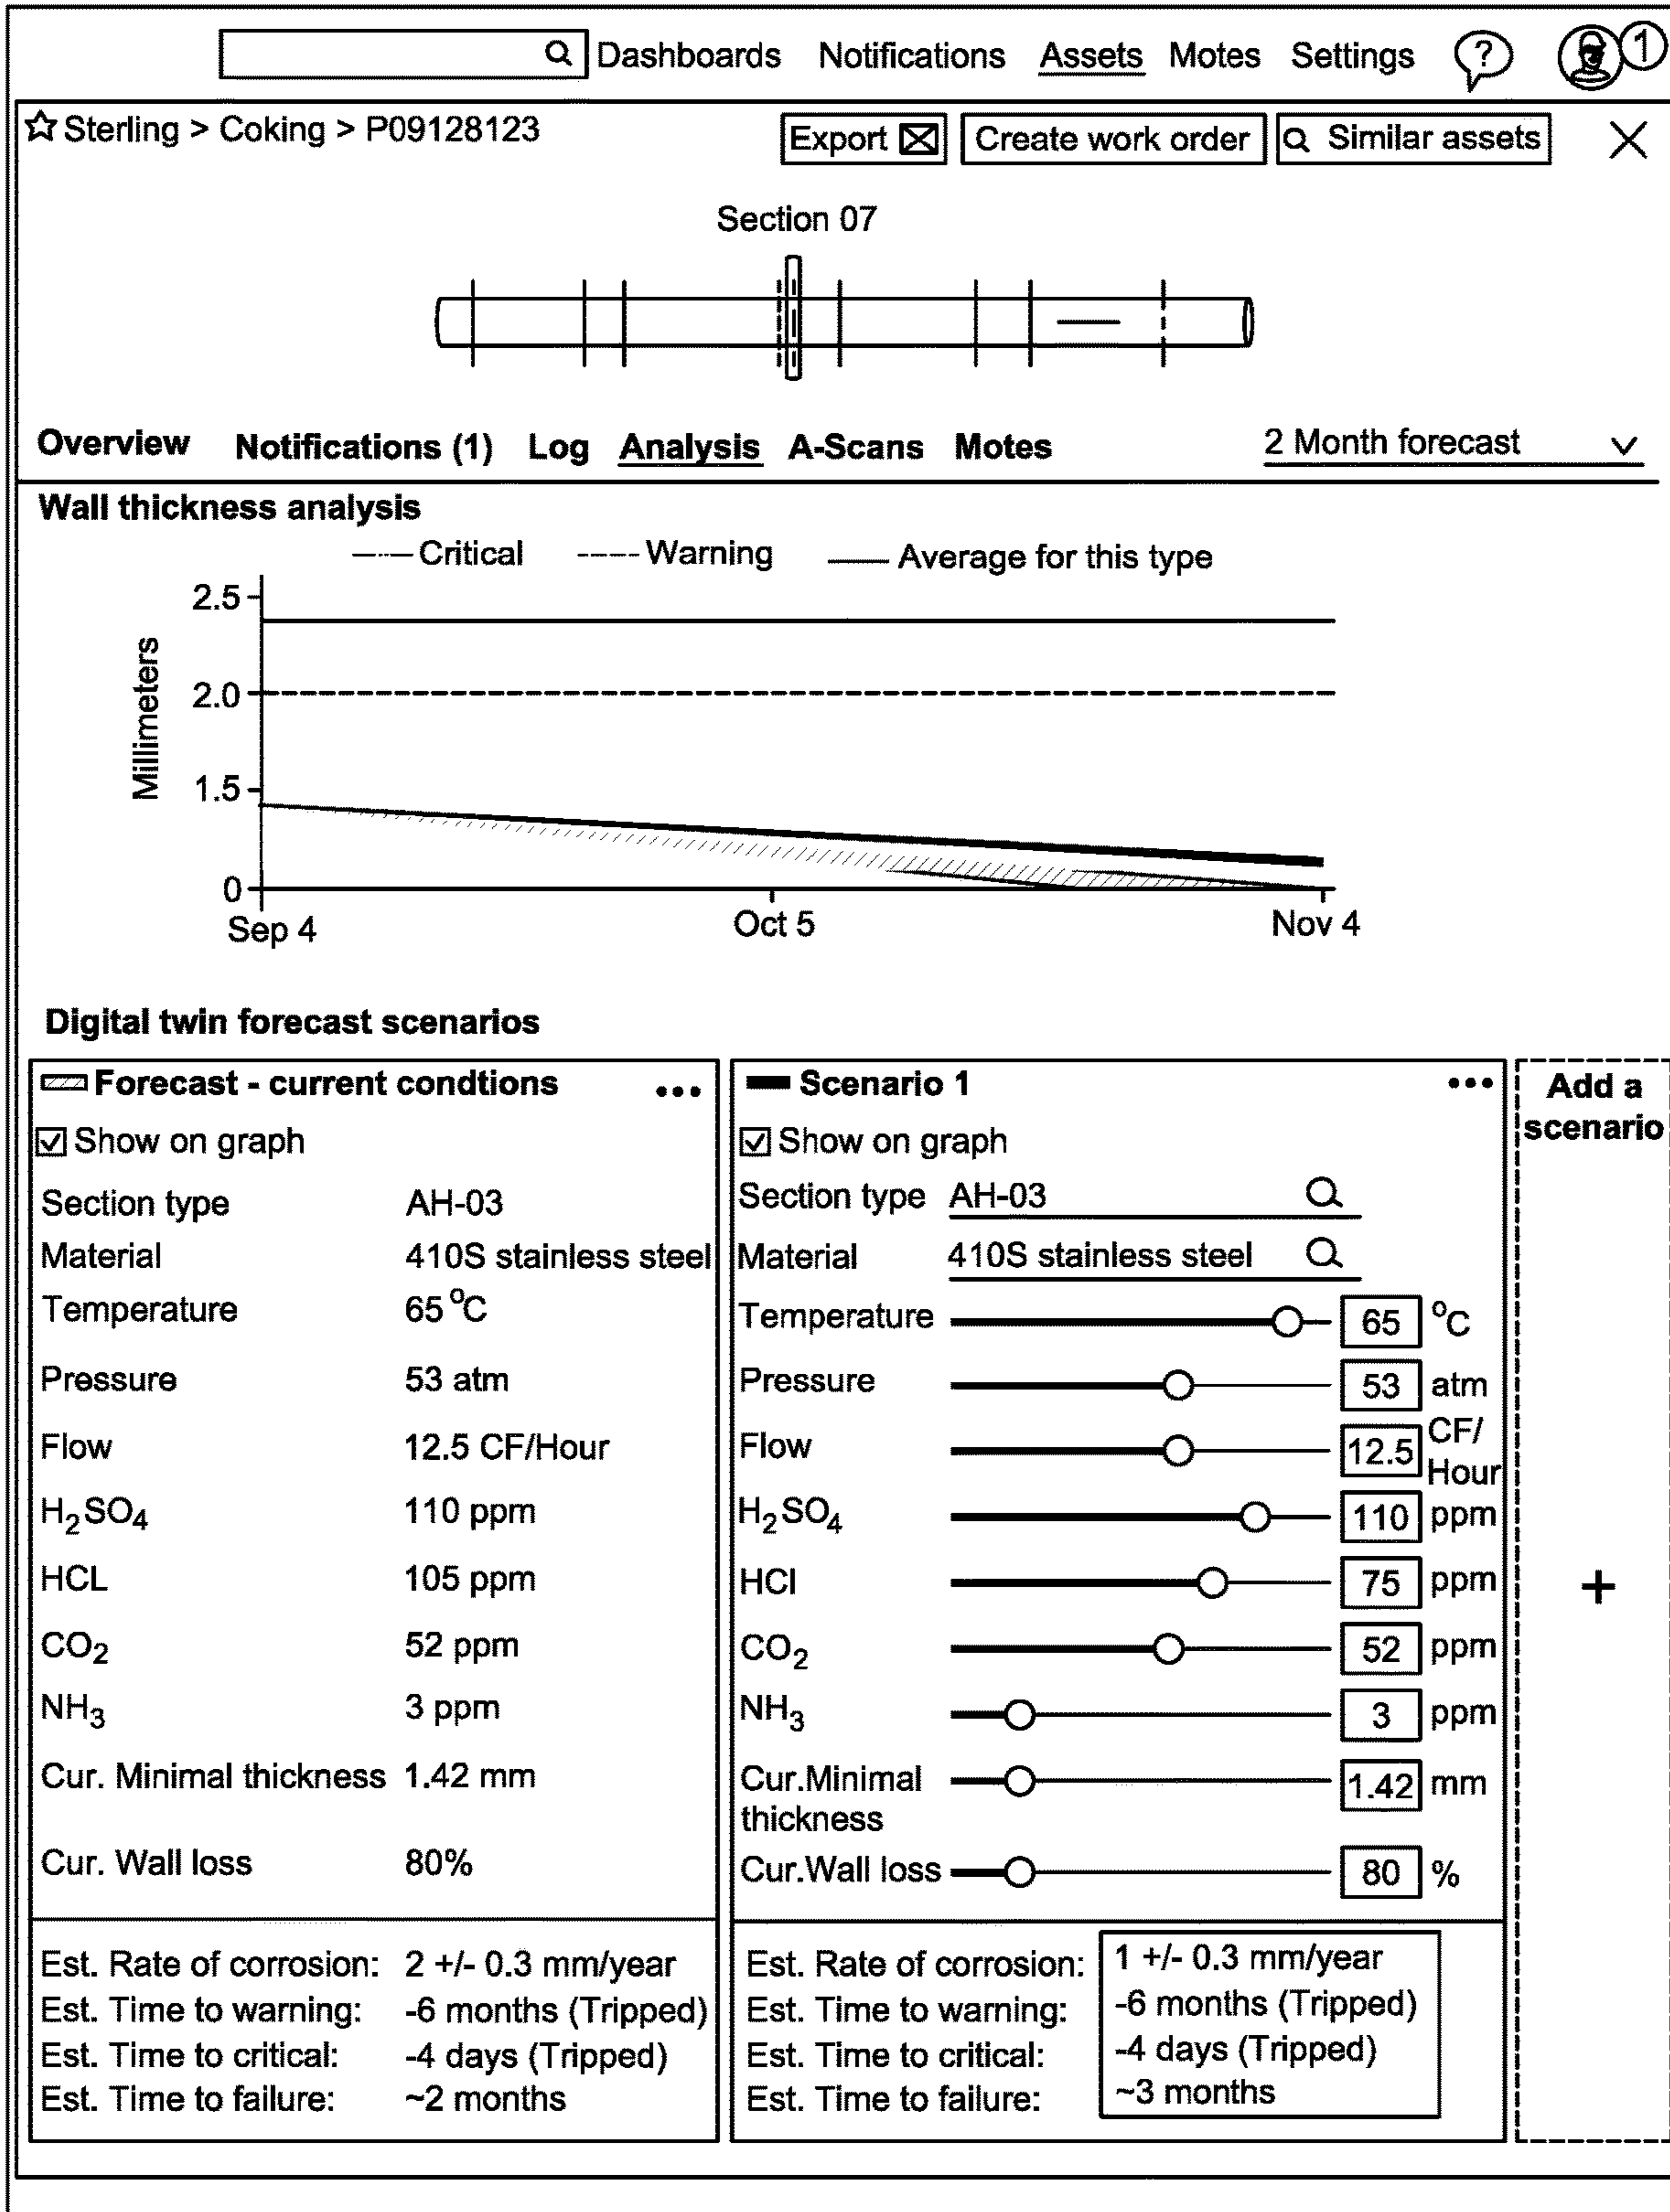 Dashboards Notifications Assets Motes Settings ? 1
Sterling > Coking > P09128123 Export Create work order Similar assets
Section 07
Overview Notifications (1) Log Analysis A-Scans Motes 2 Month forecast
Wall thickness analysis
Critical Warning Average for this type
Millimeters
2.5
2.0
1.5
0
Sep 4 Oct 5 Nov 4
Digital twin forecast scenarios
Forecast - current condtions •••
Show on graph
Section type AH-03
Material 410S stainless steel
Temperature 65 °C
Pressure 53 atm
Flow 12.5 CF/Hour
H₂SO₄ 110 ppm
HCL 105 ppm
CO₂ 52 ppm
NH₃ 3 ppm
Cur. Minimal thickness 1.42 mm
Cur. Wall loss 80%
Est. Rate of corrosion: 2 +/- 0.3 mm/year
Est. Time to warning: -6 months (Tripped)
Est. Time to critical: -4 days (Tripped)
Est. Time to failure: ~2 months
Scenario 1 •••
Show on graph
Section type AH-03
Material 410S stainless steel
Temperature 65 °C
Pressure 53 atm
Flow 12.5 CF/
Hour
H₂SO₄ 110 ppm
HCl 75 ppm
CO₂ 52 ppm
NH₃ 3 ppm
Cur.Minimal 1.42 mm
thickness
Cur.Wall loss 80 %
Est. Rate of corrosion: 1 +/- 0.3 mm/year
Est. Time to warning: -6 months (Tripped)
Est. Time to critical: -4 days (Tripped)
Est. Time to failure: ~3 months
Add a
scenario
+